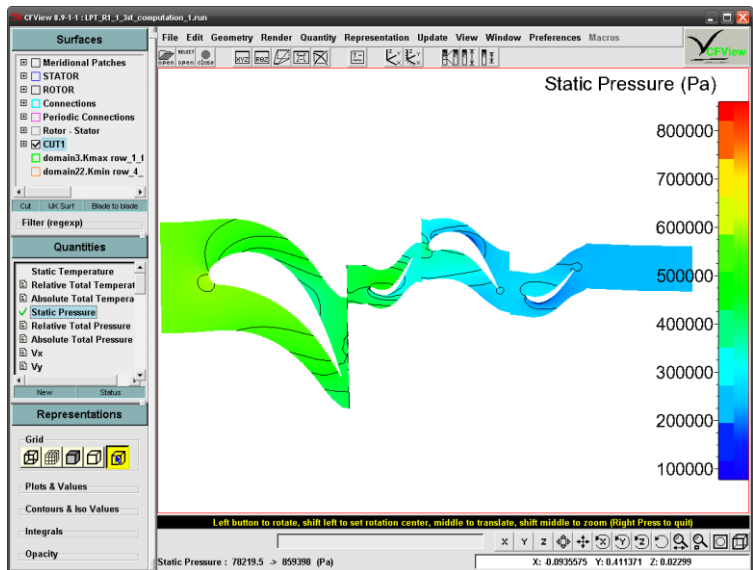 CFView 8.9-1-1 : LPT_R1_1_3st_computation_1.run
Surfaces
File Edit Geometry Render Quantity Representation Update View Window Preferences Macros
open
SELECT
open
close
XYZ
CFView
Meridional Patches
STATOR
ROTOR
Connections
Periodic Connections
Rotor - Stator
CUT1
domain3.Kmax row_1_1
domain22.Kmin row_4_
Cut IJK Surf Blade to blade
Filter (regexp)
Quantities
Static Temperature
Relative Total Temperat
Absolute Total Tempera
Static Pressure
Relative Total Pressure
Absolute Total Pressure
Vx
Vy
New Status
Representations
Grid
Plots & Values
Contours & Iso Values
Integrals
Opacity
Static Pressure (Pa)
800000
700000
600000
500000
400000
300000
200000
100000
Left button to rotate, shift left to set rotation center, middle to translate, shift middle to zoom (Right Press to quit)
X Y Z
Static Pressure : 78219.5 -> 859398 (Pa)
X: -0.0935575 Y: 0.411371 Z: 0.02299